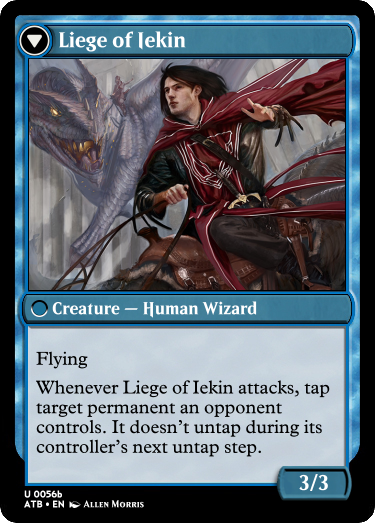 Liege of Iekin
Creature — Human Wizard
Flying
Whenever Liege of Iekin attacks, tap
target permanent an opponent
controls. It doesn't untap during its
controller's next untap step.
3/3
U 0056b
ATB • EN Allen Morris